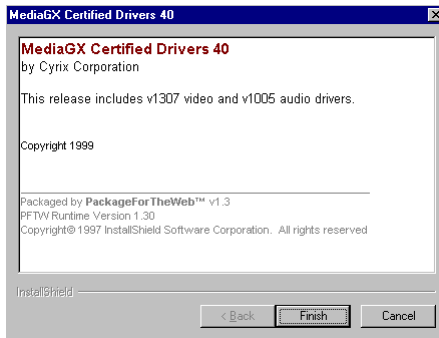 MediaGX Certified Drivers 40
MediaGX Certified Drivers 40
by Cyrix Corporation
This release includes v1307 video and v1005 audio drivers.
Copyright 1999
Packaged by PackageForTheWeb™ v1.3
PFTW Runtime Version 1.30
Copyright© 1997 InstallShield Software Corporation. All rights reserved
InstallShield
< Back Finish Cancel